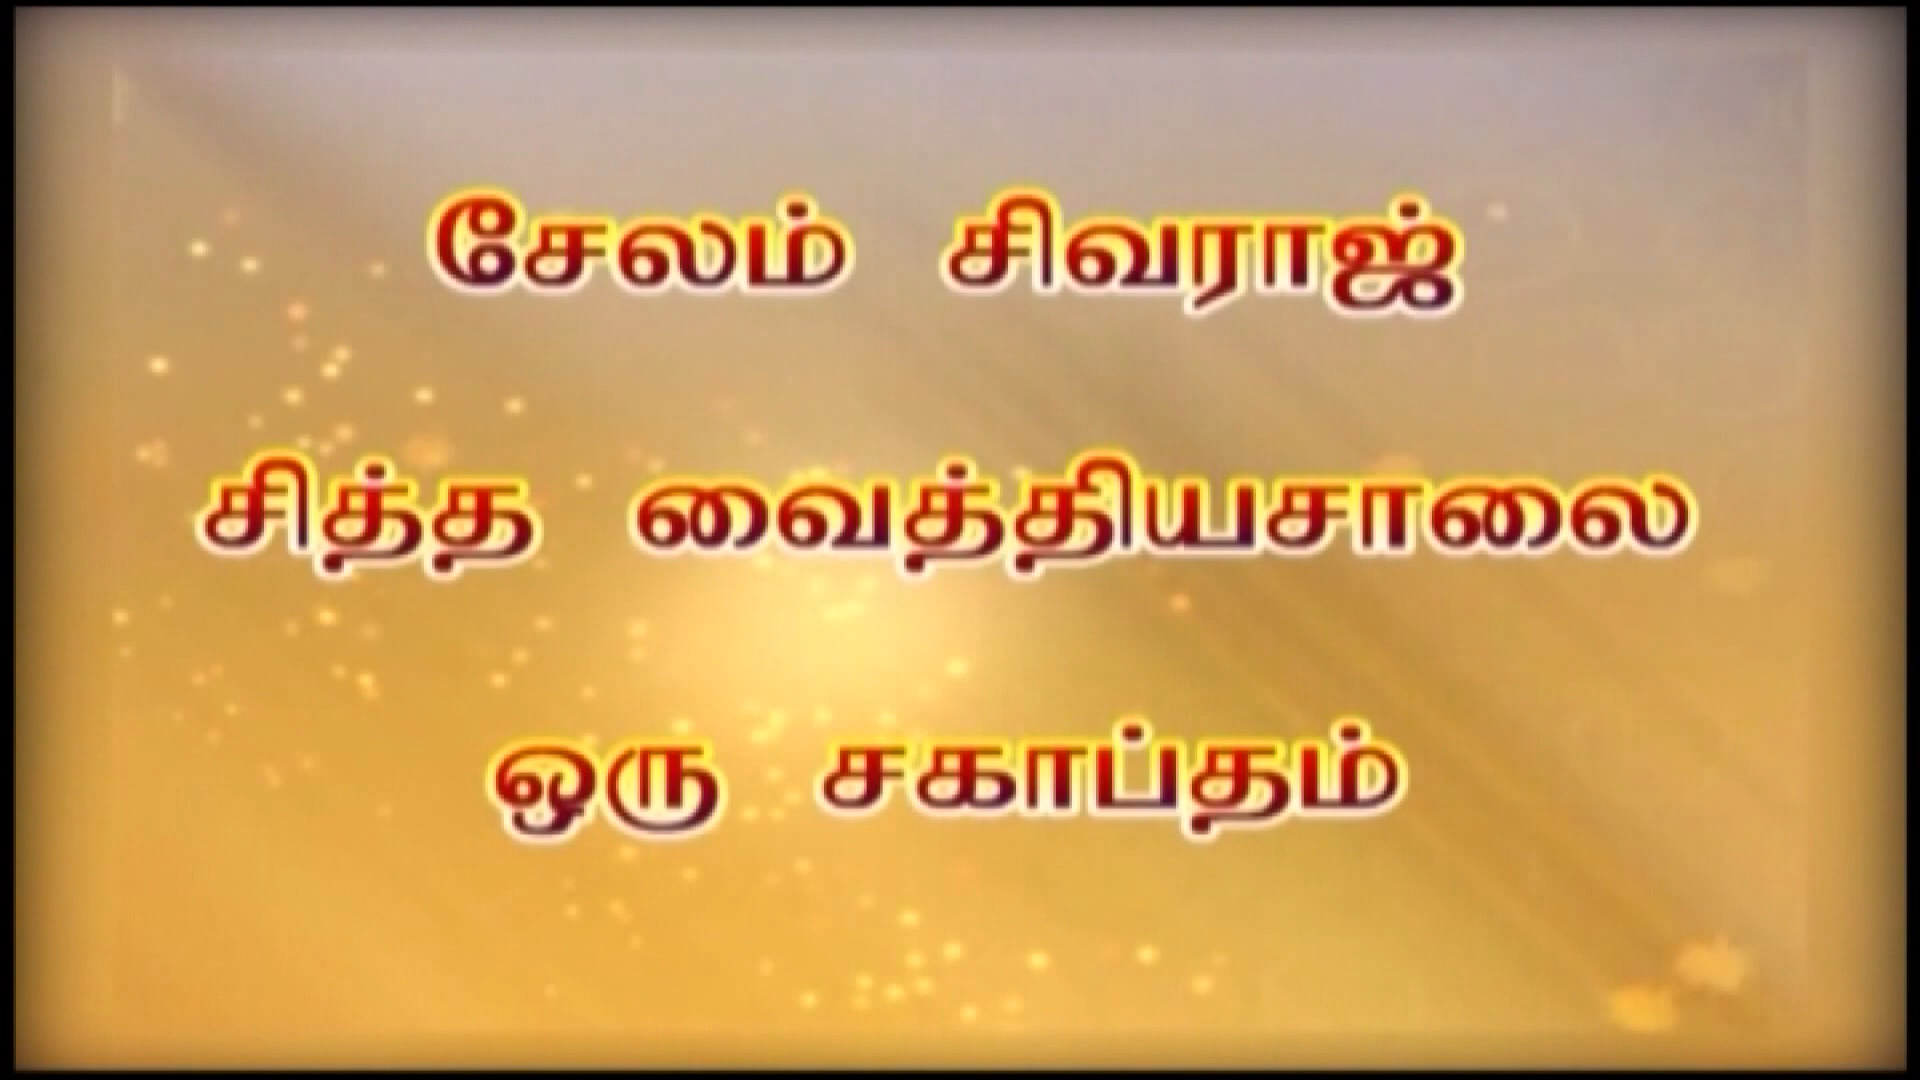 சேலம் சிவராஜ்
சித்த வைத்தியசாலை
ஒரு சகாப்தம்